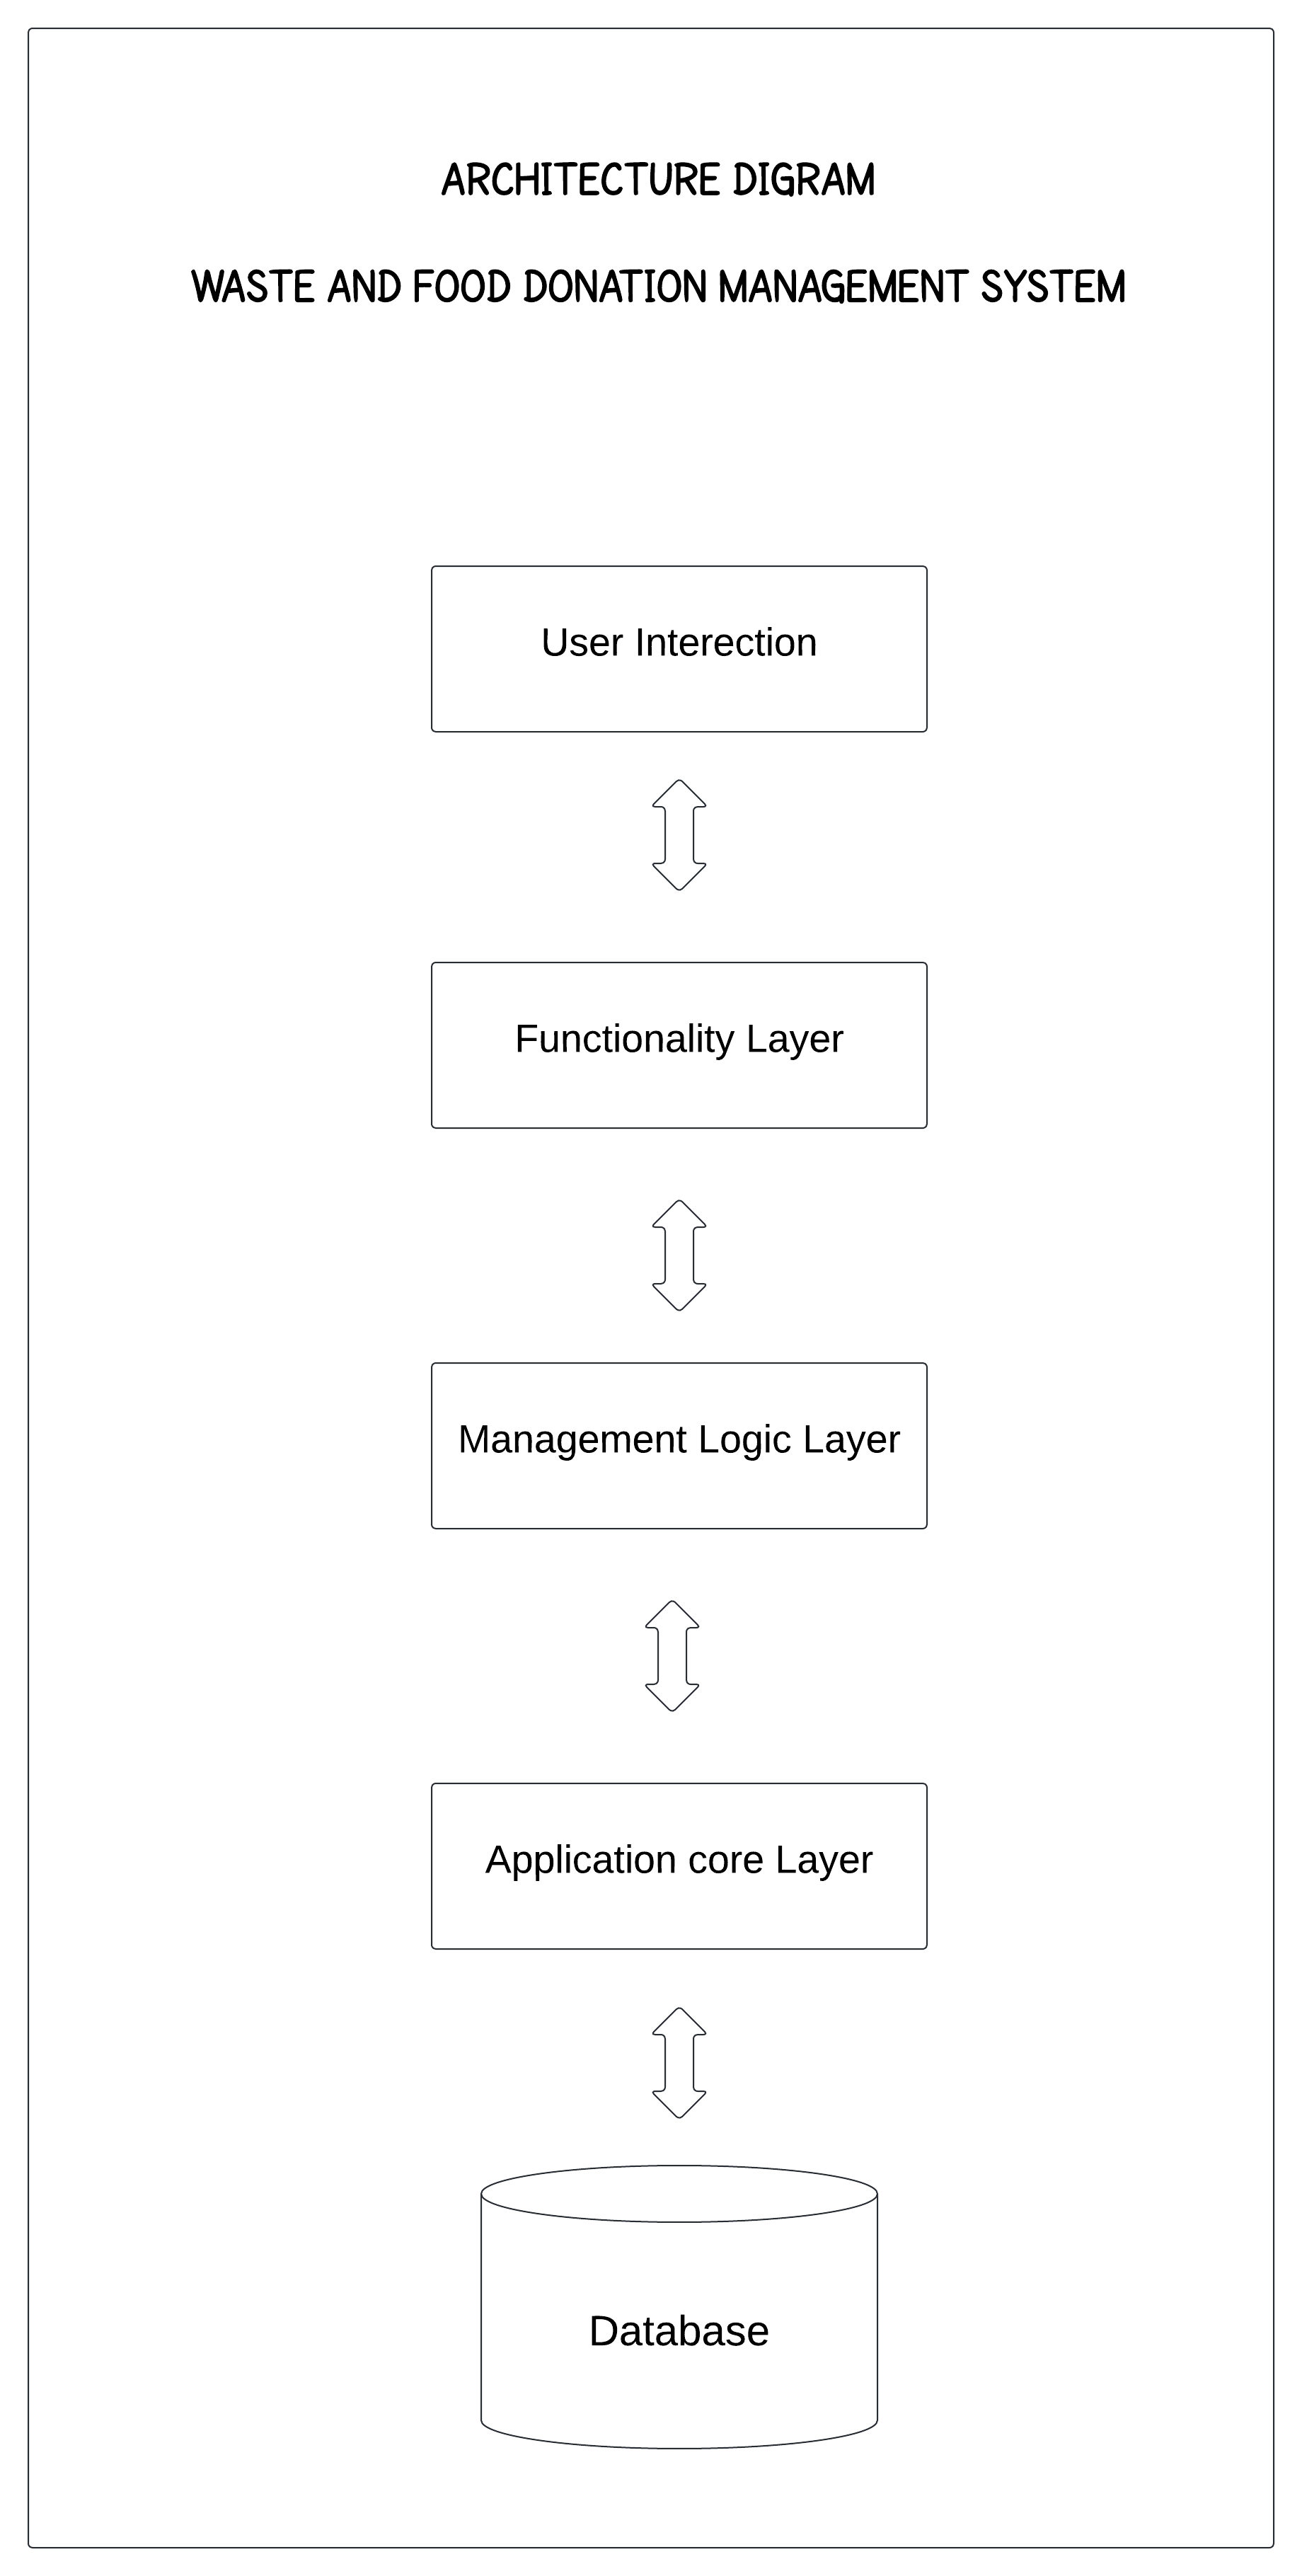 ARCHITECTURE DIGRAM
WASTE AND FOOD DONATION MANAGEMENT SYSTEM
User Interection
Functionality Layer
Management Logic Layer
Application core Layer
Database